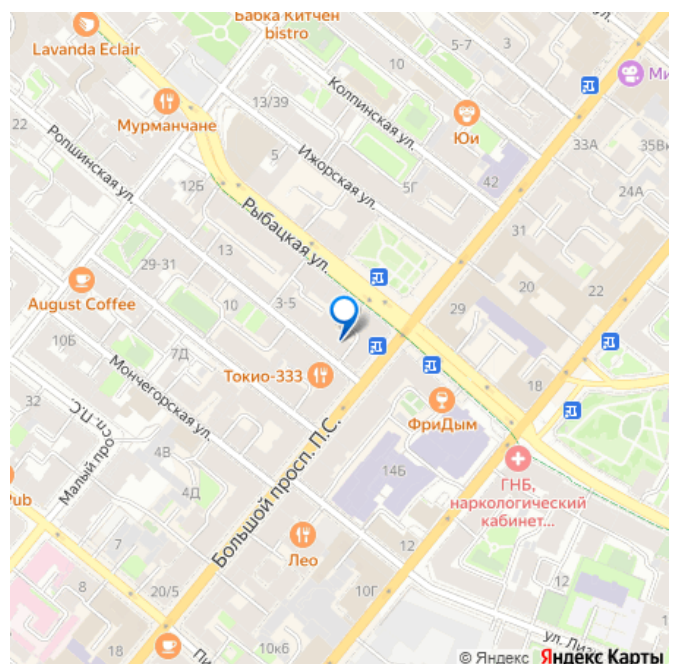 Бабка Китчен
bistro
Lavanda Eclair
5-7
3
10
Ми
Колпинская ул.
13/39
Мурманчане
Юи
22
Ропшинская ул.
Ижорская ул.
5
33А
35Вк
12Б
5Г
42
24А
Рыбацкая ул.
31
13
29-31
20
22
August Coffee
10
3-5
29
10Б
7Д
Токио-333
18
Мончегорская ул.
32
Малый просп. П.С.
ФриДым
Большой просп. П.С.
4В
14Б
ГНБ,
наркологический
кабинет...
Pub
4Д
7
Лео
12
8
20/5
10Г
12
18
10к6
Пи
ул. Лиз
© Яндекс Яндекс Карты